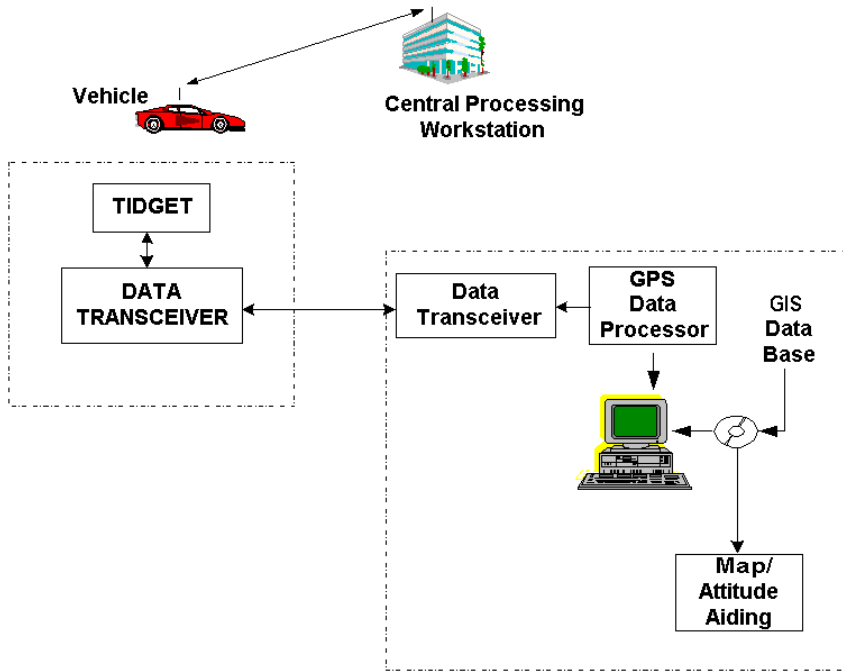 Vehicle
Central Processing
Workstation
TIDGET
DATA
TRANSCEIVER
Data
Transceiver
GPS
Data
Processor
GIS
Data
Base
Map/
Attitude
Aiding